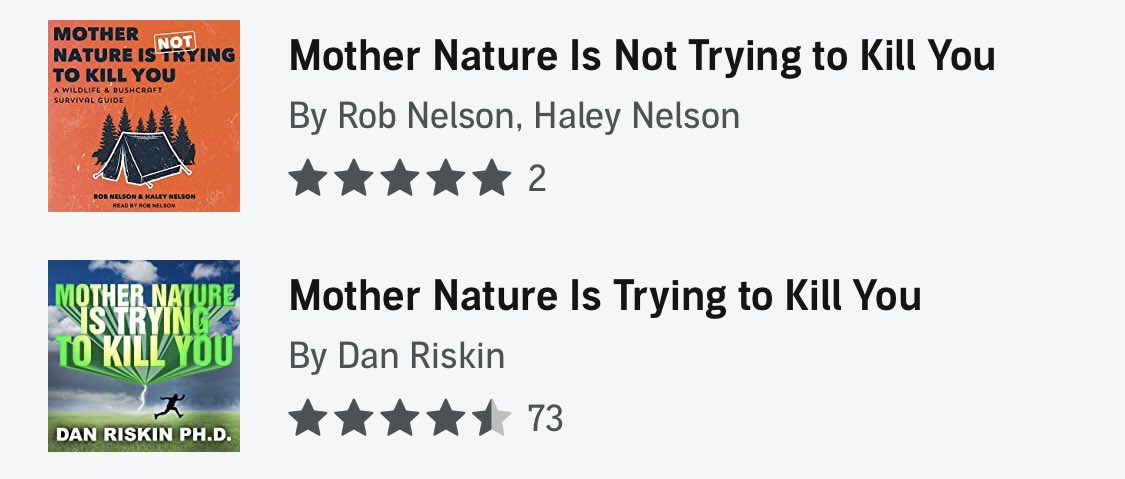 MOTHER
NATURE IS NOT TRYING
TO KILL YOU
A WILDLIFE & BUSHCRAFT
SURVIVAL GUIDE
ROB NELSON & HALEY NELSON
READ BY ROB NELSON
Mother Nature Is Not Trying to Kill You
By Rob Nelson, Haley Nelson
2
MOTHER NATURE
IS TRYING
TO KILL YOU
DAN RISKIN PH.D.
Mother Nature Is Trying to Kill You
By Dan Riskin
73